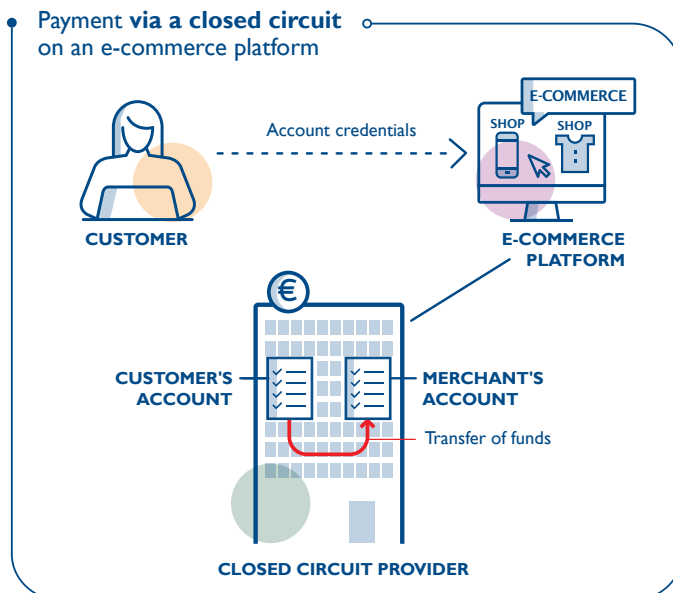 Payment via a closed circuit
on an e-commerce platform
E-COMMERCE
SHOP
SHOP
Account credentials
CUSTOMER
E-COMMERCE
PLATFORM
€
CUSTOMER'S
ACCOUNT
MERCHANT'S
ACCOUNT
Transfer of funds
CLOSED CIRCUIT PROVIDER